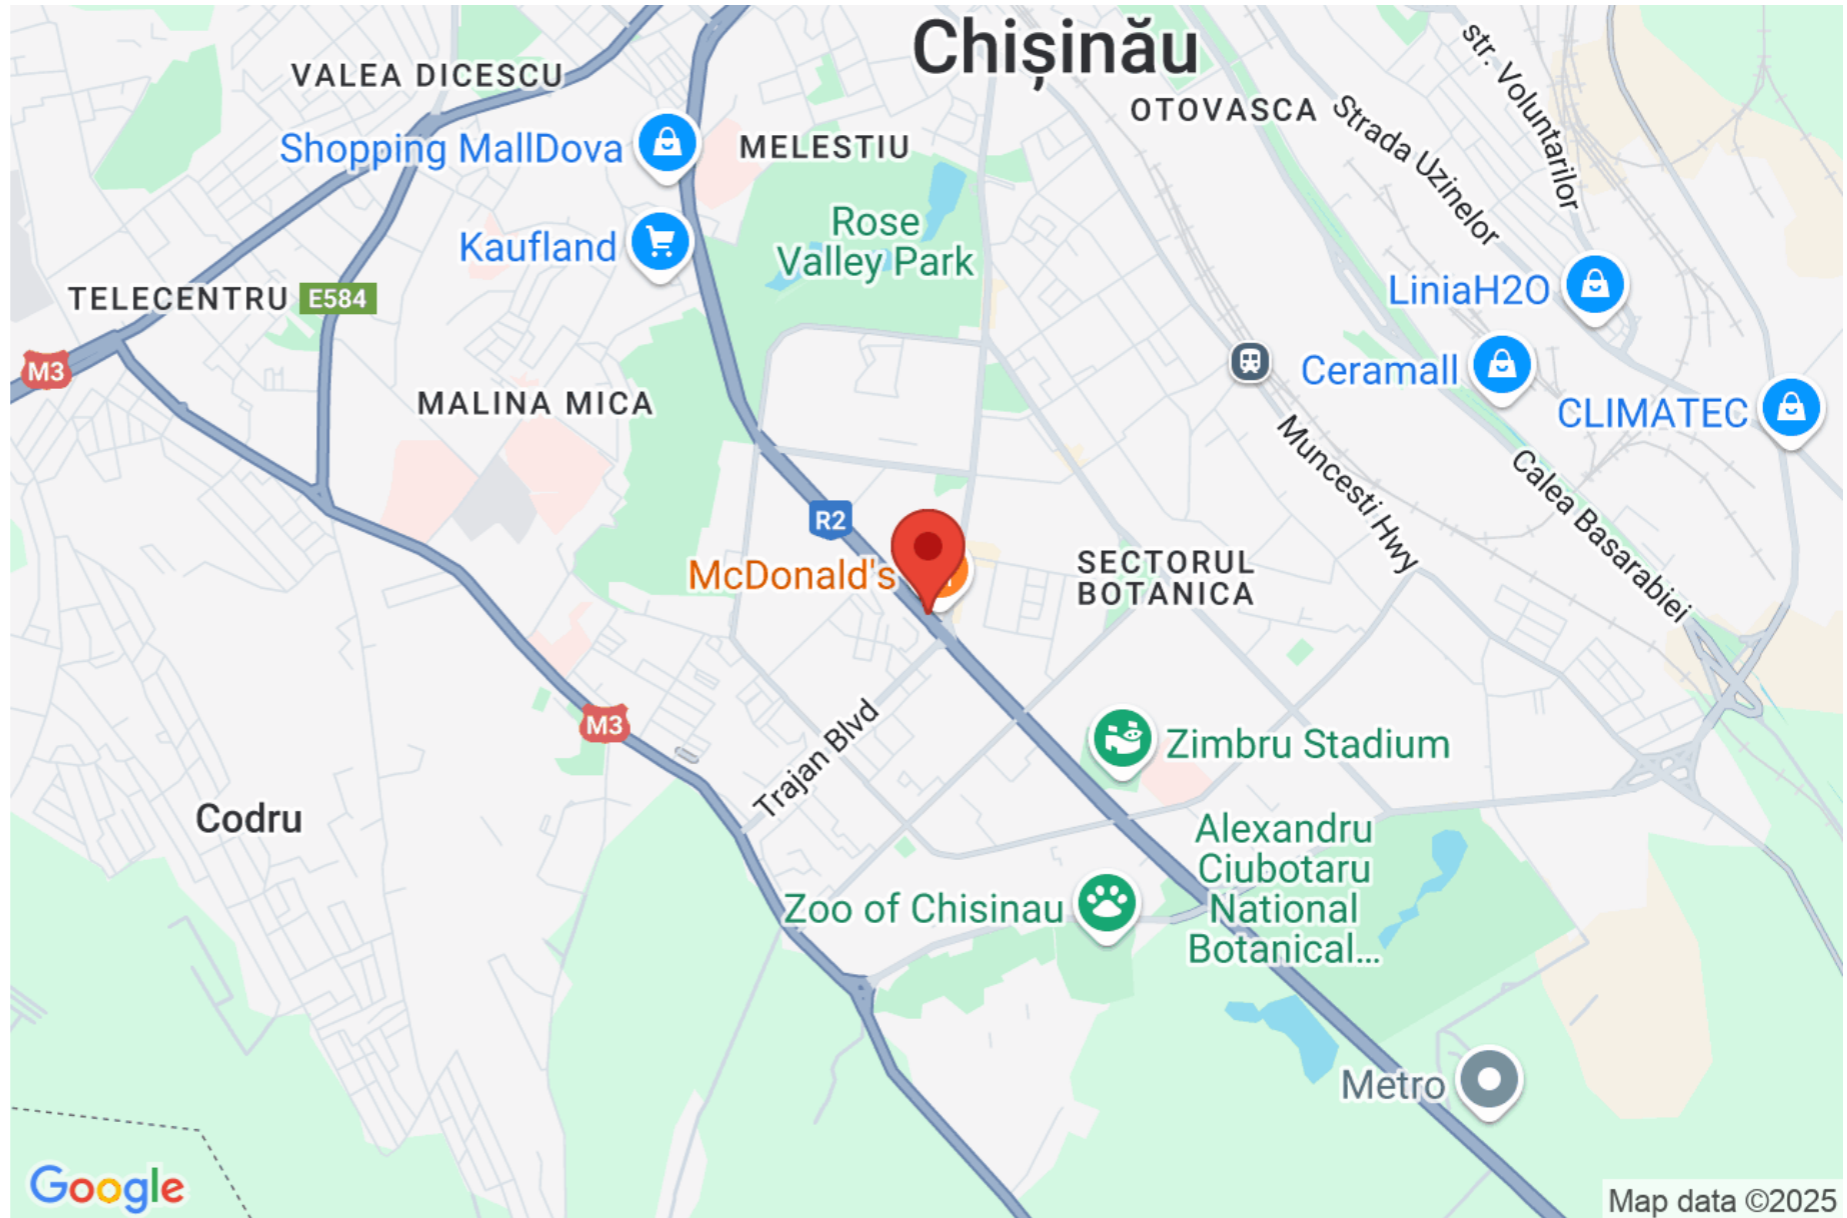 Chișinău
str. Voluntarilor
VALEA DICESCU
OTOVASCA
Strada Uzinelor
Shopping MallDova
MELESTIU
Rose
Valley Park
Kaufland
TELECENTRU
E584
LiniaH2O
M3
Ceramall
CLIMATEC
MALINA MICA
Muncesti Hwy
Calea Basarabiei
R2
McDonald's
SECTORUL
BOTANICA
M3
Trajan Blvd
Zimbru Stadium
Codru
Alexandru
Ciubotaru
National
Botanical...
Zoo of Chisinau
Metro
Google
Map data ©2025